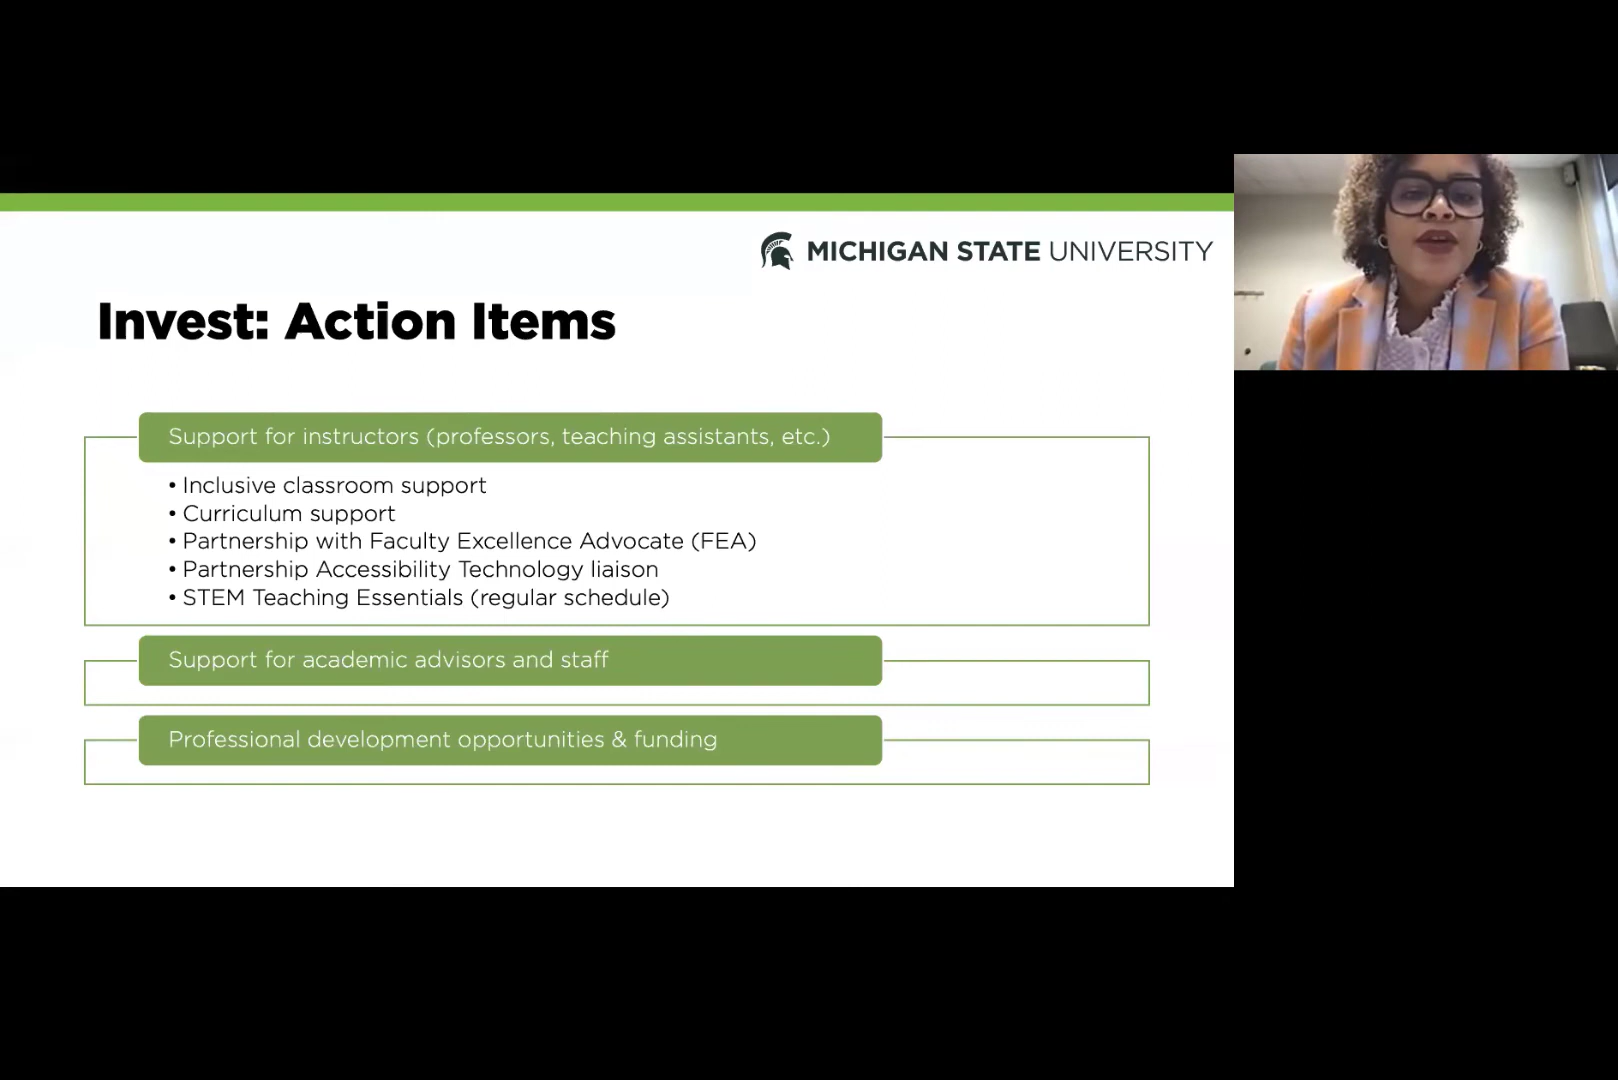 MICHIGAN STATE UNIVERSITY
Invest: Action Items
Support for instructors (professors, teaching assistants, etc.)
• Inclusive classroom support
• Curriculum support
• Partnership with Faculty Excellence Advocate (FEA)
• Partnership Accessibility Technology liaison
• STEM Teaching Essentials (regular schedule)
Support for academic advisors and staff
Professional development opportunities & funding